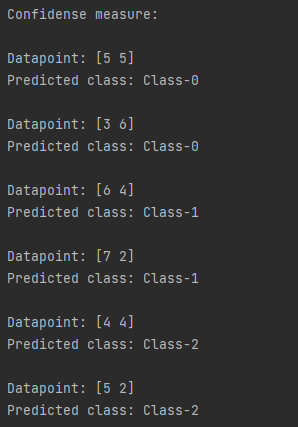 Confidense measure:
Datapoint: [5 5]
Predicted class: Class-0
Datapoint: [3 6]
Predicted class: Class-0
Datapoint: [6 4]
Predicted class: Class-1
Datapoint: [7 2]
Predicted class: Class-1
Datapoint: [4 4]
Predicted class: Class-2
Datapoint: [5 2]
Predicted class: Class-2